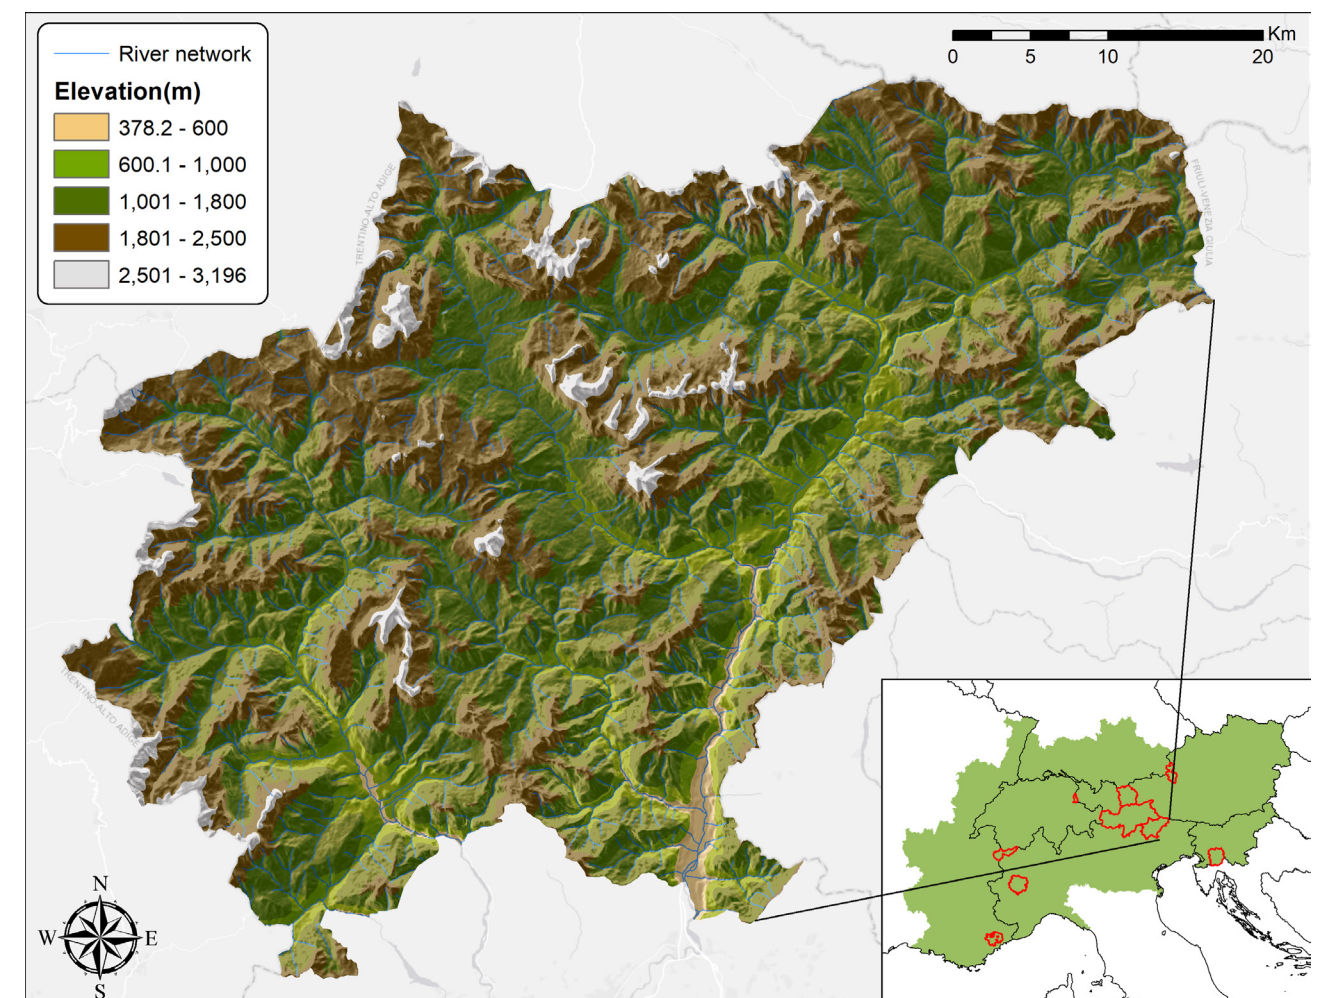 River network
Elevation(m)
378.2 - 600
600.1 - 1,000
1,001 - 1,800
1,801 - 2,500
2,501 - 3,196
Km
0 5 10 20
TRENTINO-ALTO ADIGE
FRIULI-VENEZIA GIULIA
TRENTINO-ALTO ADIGE
N
W E
S